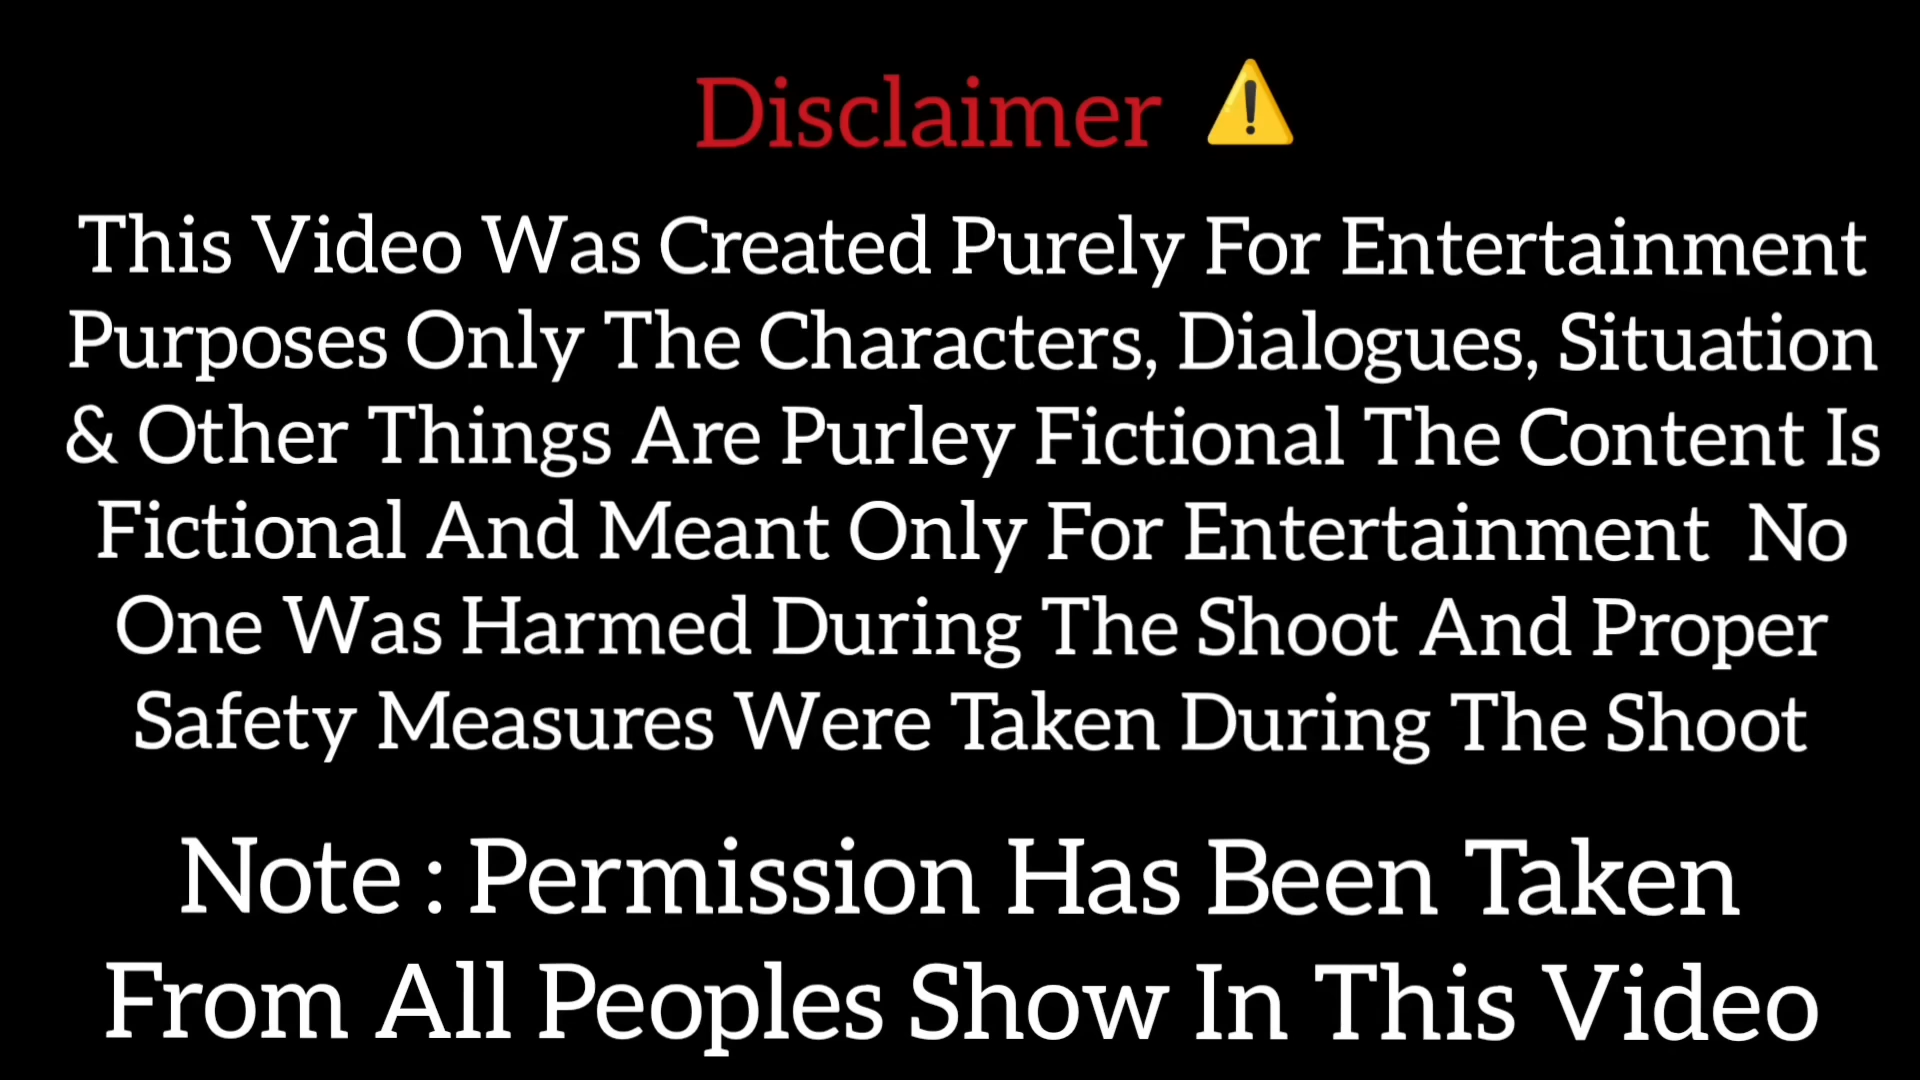 Disclaimer ⚠️
This Video Was Created Purely For Entertainment
Purposes Only The Characters, Dialogues, Situation
& Other Things Are Purley Fictional The Content Is
Fictional And Meant Only For Entertainment  No
One Was Harmed During The Shoot And Proper
Safety Measures Were Taken During The Shoot
Note : Permission Has Been Taken
From All Peoples Show In This Video